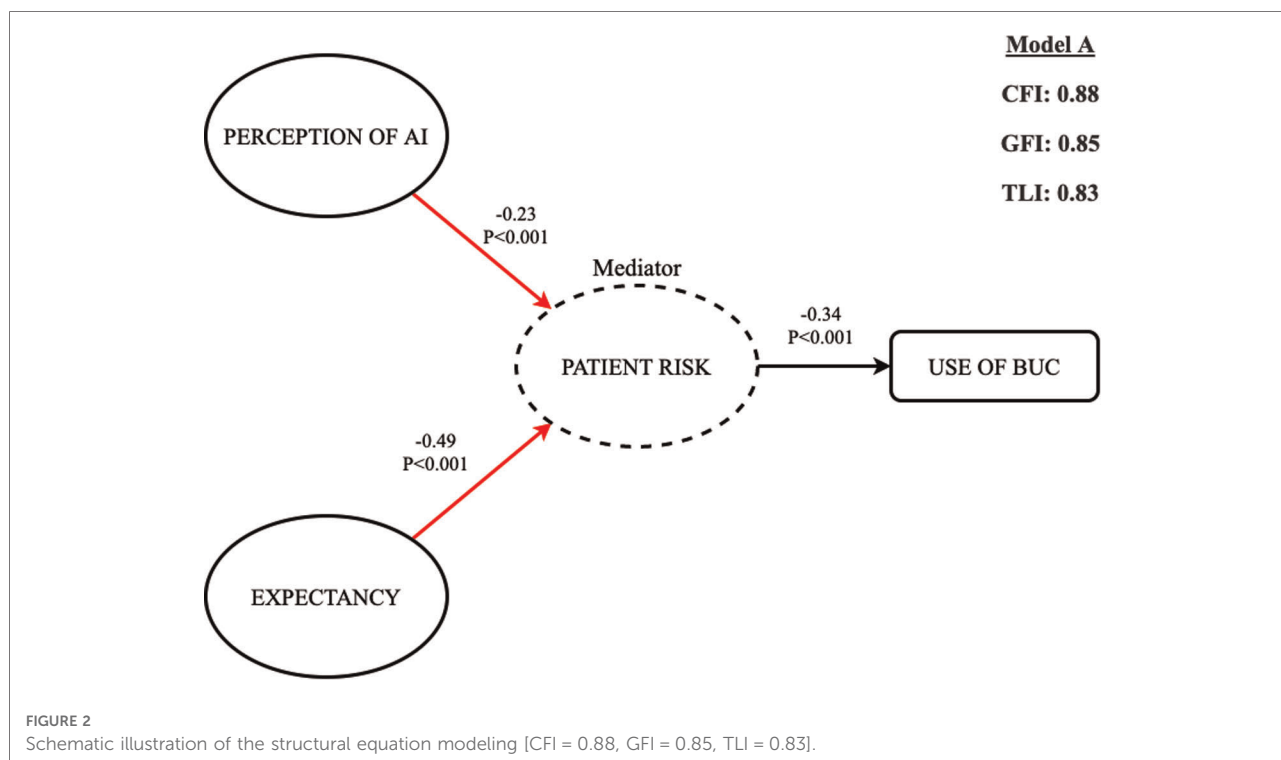 Model A
CFI: 0.88
GFI: 0.85
TLI: 0.83
PERCEPTION OF AI
-0.23
P<0.001
Mediator
PATIENT RISK
-0.34
P<0.001
USE OF BUC
-0.49
P<0.001
EXPECTANCY
FIGURE 2
Schematic illustration of the structural equation modeling [CFI = 0.88, GFI = 0.85, TLI = 0.83].